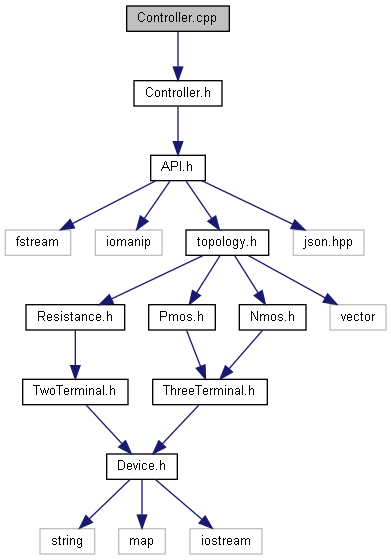 Controller.cpp
Controller.h
API.h
fstream
iomanip
topology.h
json.hpp
Resistance.h
Pmos.h
Nmos.h
vector
TwoTerminal.h
ThreeTerminal.h
Device.h
string
map
iostream